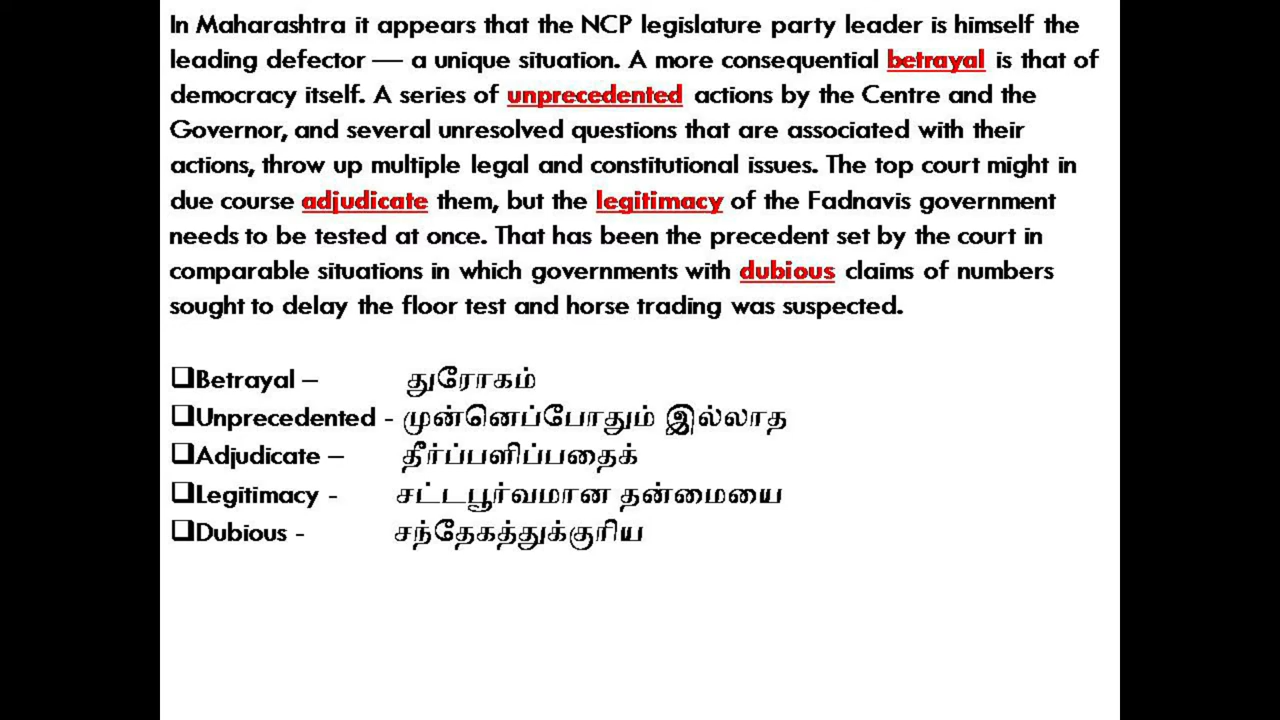 In Maharashtra it appears that the NCP legislature party leader is himself the
leading defector — a unique situation. A more consequential betrayal is that of
democracy itself. A series of unprecedented actions by the Centre and the
Governor, and several unresolved questions that are associated with their
actions, throw up multiple legal and constitutional issues. The top court might in
due course adjudicate them, but the legitimacy of the Fadnavis government
needs to be tested at once. That has been the precedent set by the court in
comparable situations in which governments with dubious claims of numbers
sought to delay the floor test and horse trading was suspected.
❑Betrayal – துரோகம்
❑Unprecedented - முன்னெப்போதும் இல்லாத
❑Adjudicate – தீர்ப்பளிப்பதைக்
❑Legitimacy - சட்டபூர்வமான தன்மையை
❑Dubious - சந்தேகத்துக்குரிய